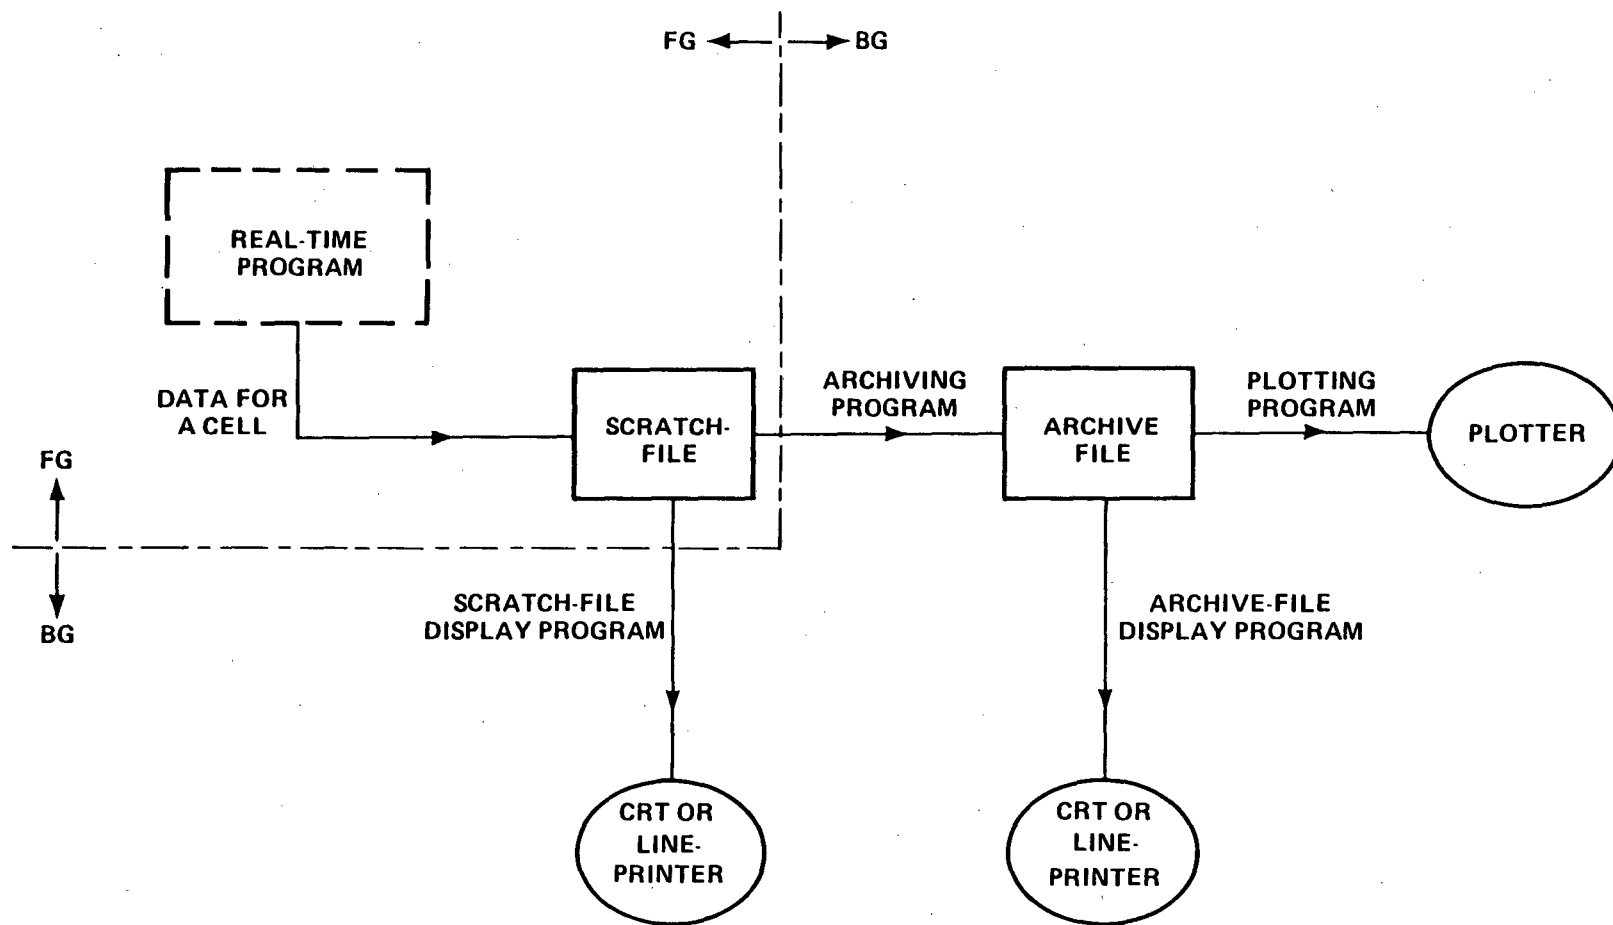 FG BG
REAL-TIME
PROGRAM
DATA FOR
A CELL
SCRATCH-
FILE
ARCHIVING
PROGRAM
ARCHIVE
FILE
PLOTTING
PROGRAM
PLOTTER
FG
BG
SCRATCH-FILE
DISPLAY PROGRAM
ARCHIVE-FILE
DISPLAY PROGRAM
CRT OR
LINE-
PRINTER
CRT OR
LINE-
PRINTER